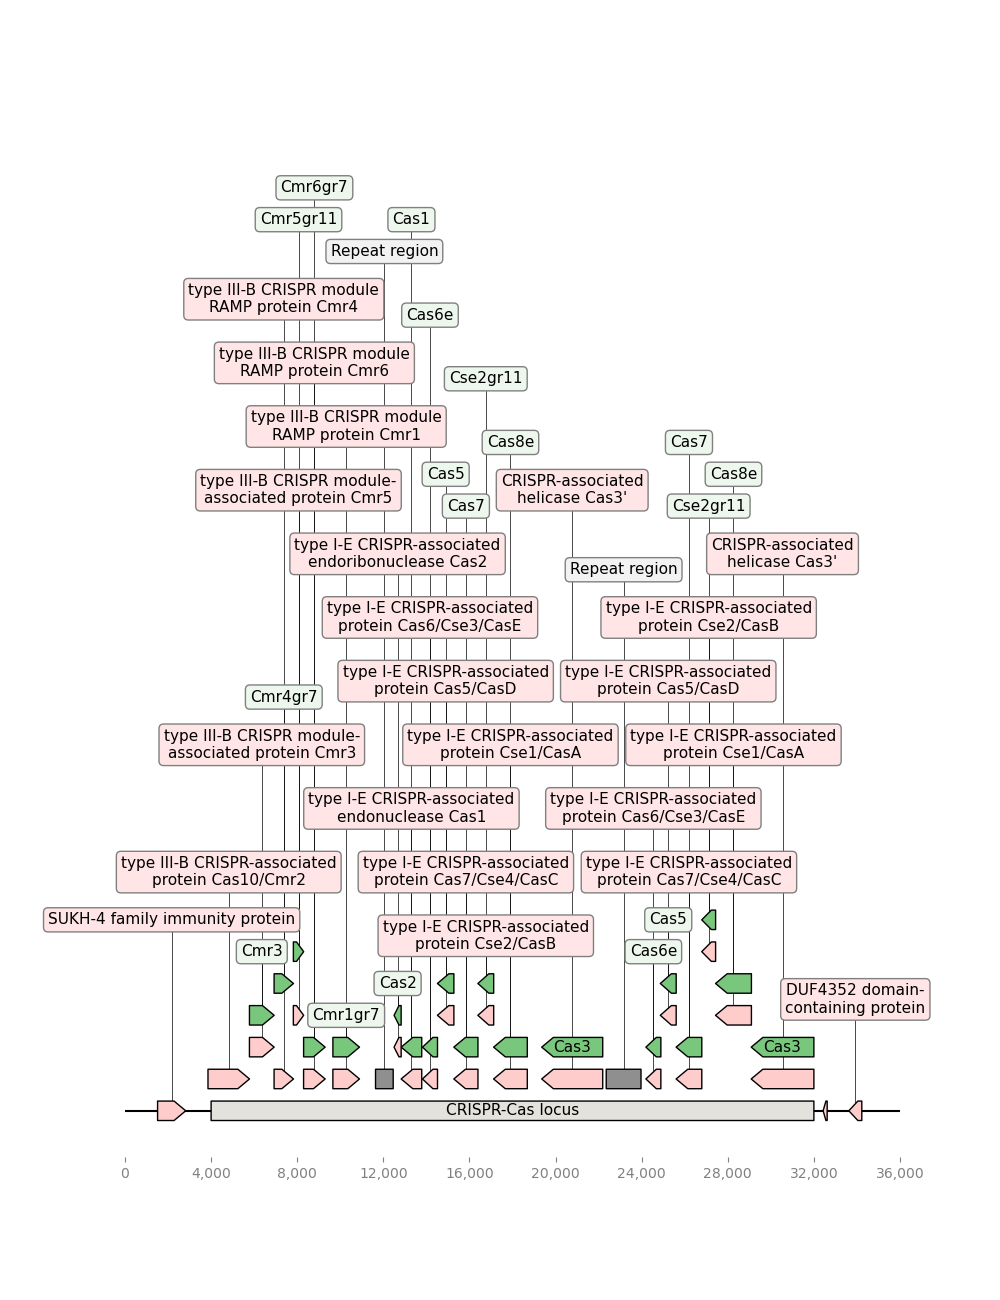 Cmr6gr7
Cmr5gr11
Cas1
Repeat region
type III-B CRISPR module
RAMP protein Cmr4
Cas6e
type III-B CRISPR module
RAMP protein Cmr6
Cse2gr11
type III-B CRISPR module
RAMP protein Cmr1
Cas8e
Cas7
Cas5
Cas8e
type III-B CRISPR module-
associated protein Cmr5
CRISPR-associated
helicase Cas3'
Cas7
Cse2gr11
type I-E CRISPR-associated
endoribonuclease Cas2
CRISPR-associated
helicase Cas3'
Repeat region
type I-E CRISPR-associated
protein Cas6/Cse3/CasE
type I-E CRISPR-associated
protein Cse2/CasB
type I-E CRISPR-associated
protein Cas5/CasD
type I-E CRISPR-associated
protein Cas5/CasD
Cmr4gr7
type III-B CRISPR module-
associated protein Cmr3
type I-E CRISPR-associated
protein Cse1/CasA
type I-E CRISPR-associated
protein Cse1/CasA
type I-E CRISPR-associated
endonuclease Cas1
type I-E CRISPR-associated
protein Cas6/Cse3/CasE
type III-B CRISPR-associated
protein Cas10/Cmr2
type I-E CRISPR-associated
protein Cas7/Cse4/CasC
type I-E CRISPR-associated
protein Cas7/Cse4/CasC
SUKH-4 family immunity protein
Cas5
type I-E CRISPR-associated
protein Cse2/CasB
Cmr3
Cas6e
Cas2
DUF4352 domain-
containing protein
Cmr1gr7
Cas3
Cas3
CRISPR-Cas locus
0
4,000
8,000
12,000
16,000
20,000
24,000
28,000
32,000
36,000